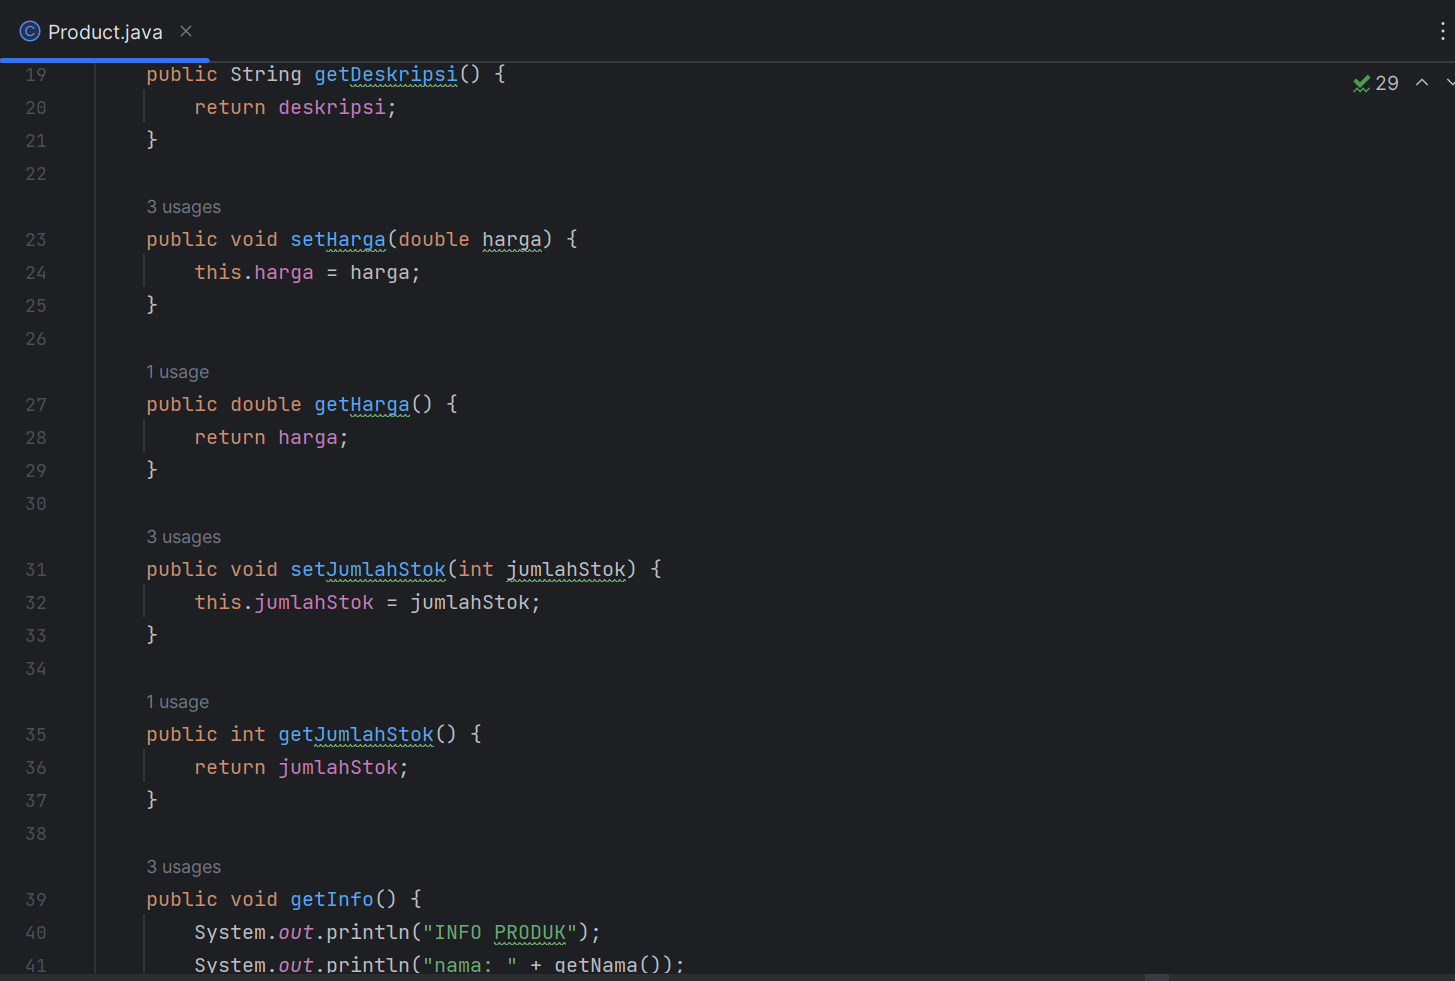 Product.java
29
19 public String getDeskripsi() {
20 return deskripsi;
21 }
22
3 usages
23 public void setHarga(double harga) {
24 this.harga = harga;
25 }
26
1 usage
27 public double getHarga() {
28 return harga;
29 }
30
3 usages
31 public void setJumlahStok(int jumlahStok) {
32 this.jumlahStok = jumlahStok;
33 }
34
1 usage
35 public int getJumlahStok() {
36 return jumlahStok;
37 }
38
3 usages
39 public void getInfo() {
40 System.out.println("INFO PRODUK");
41 System.out.println("nama: " + getNama());